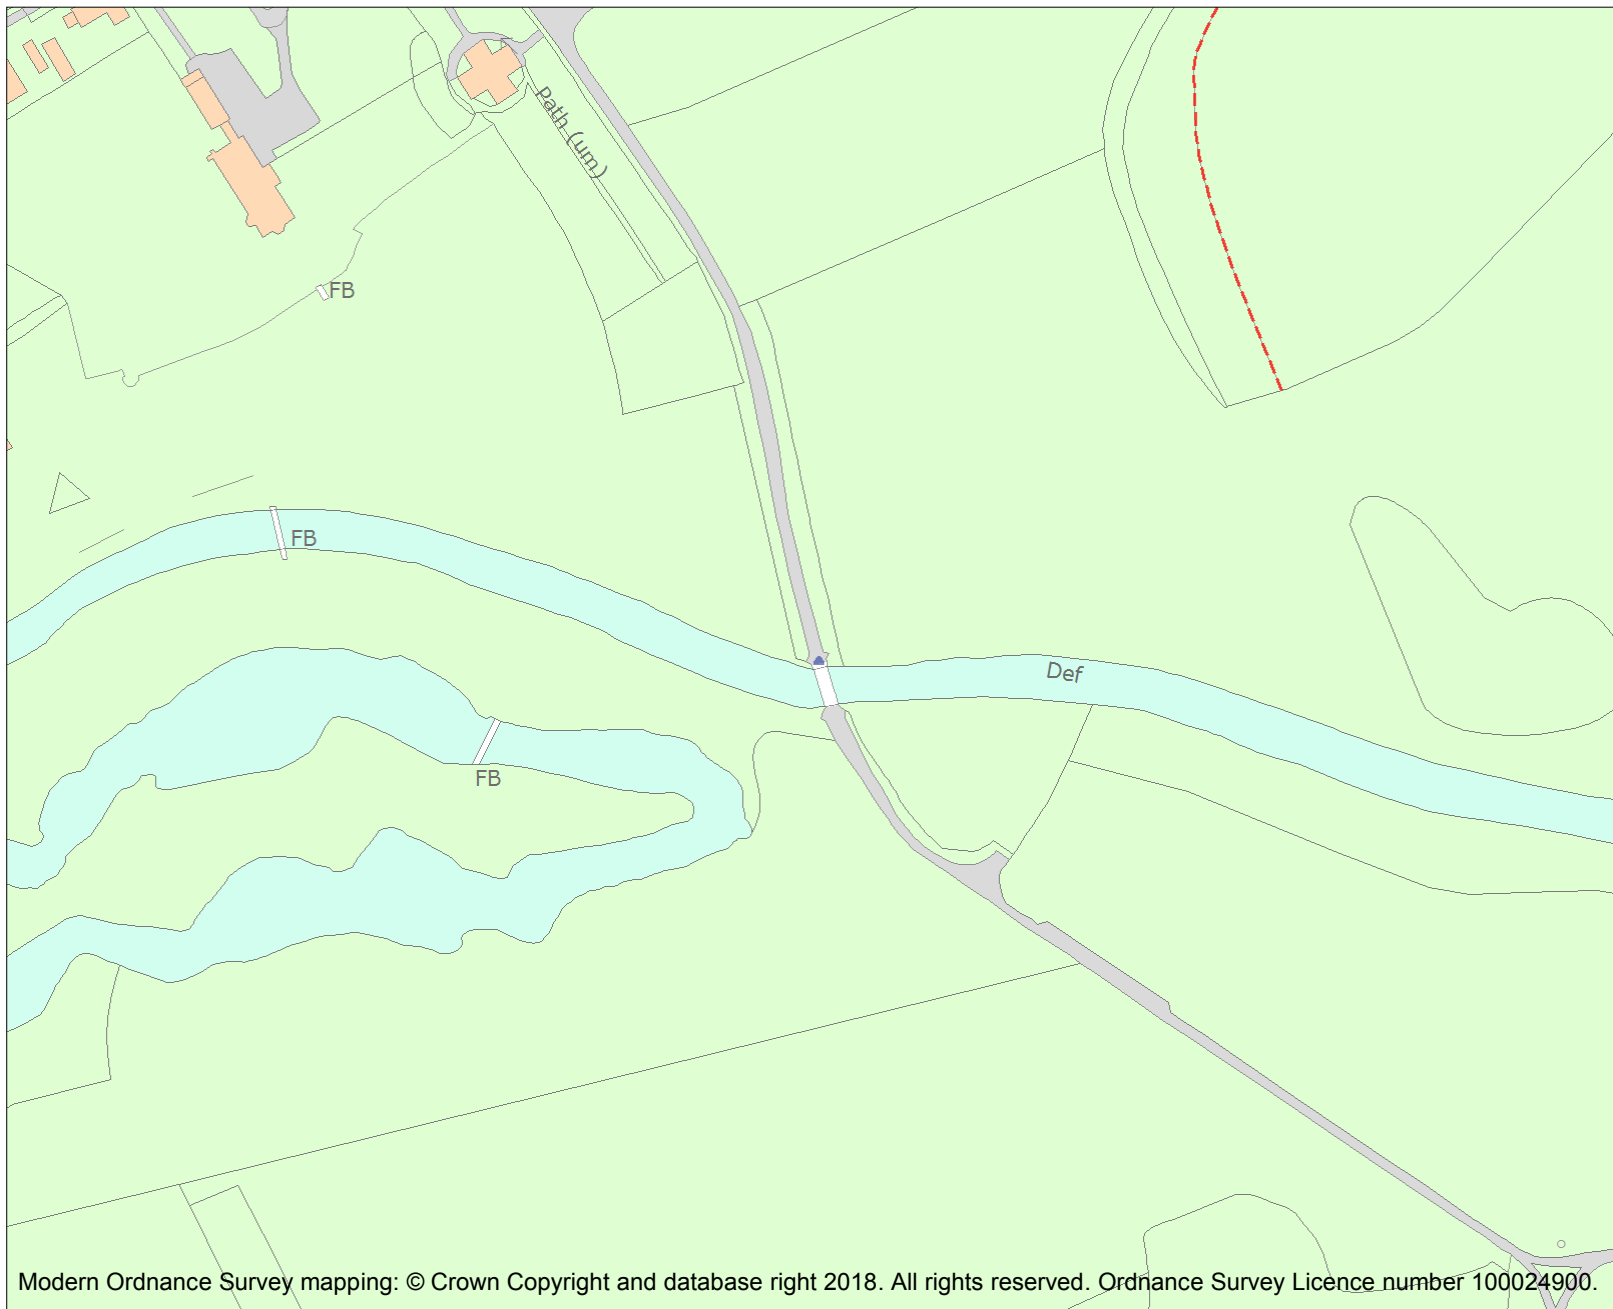 Path (um)
FB
FB
Def
FB
Modern Ordnance Survey mapping: © Crown Copyright and database right 2018. All rights reserved. Ordnance Survey Licence number 100024900.